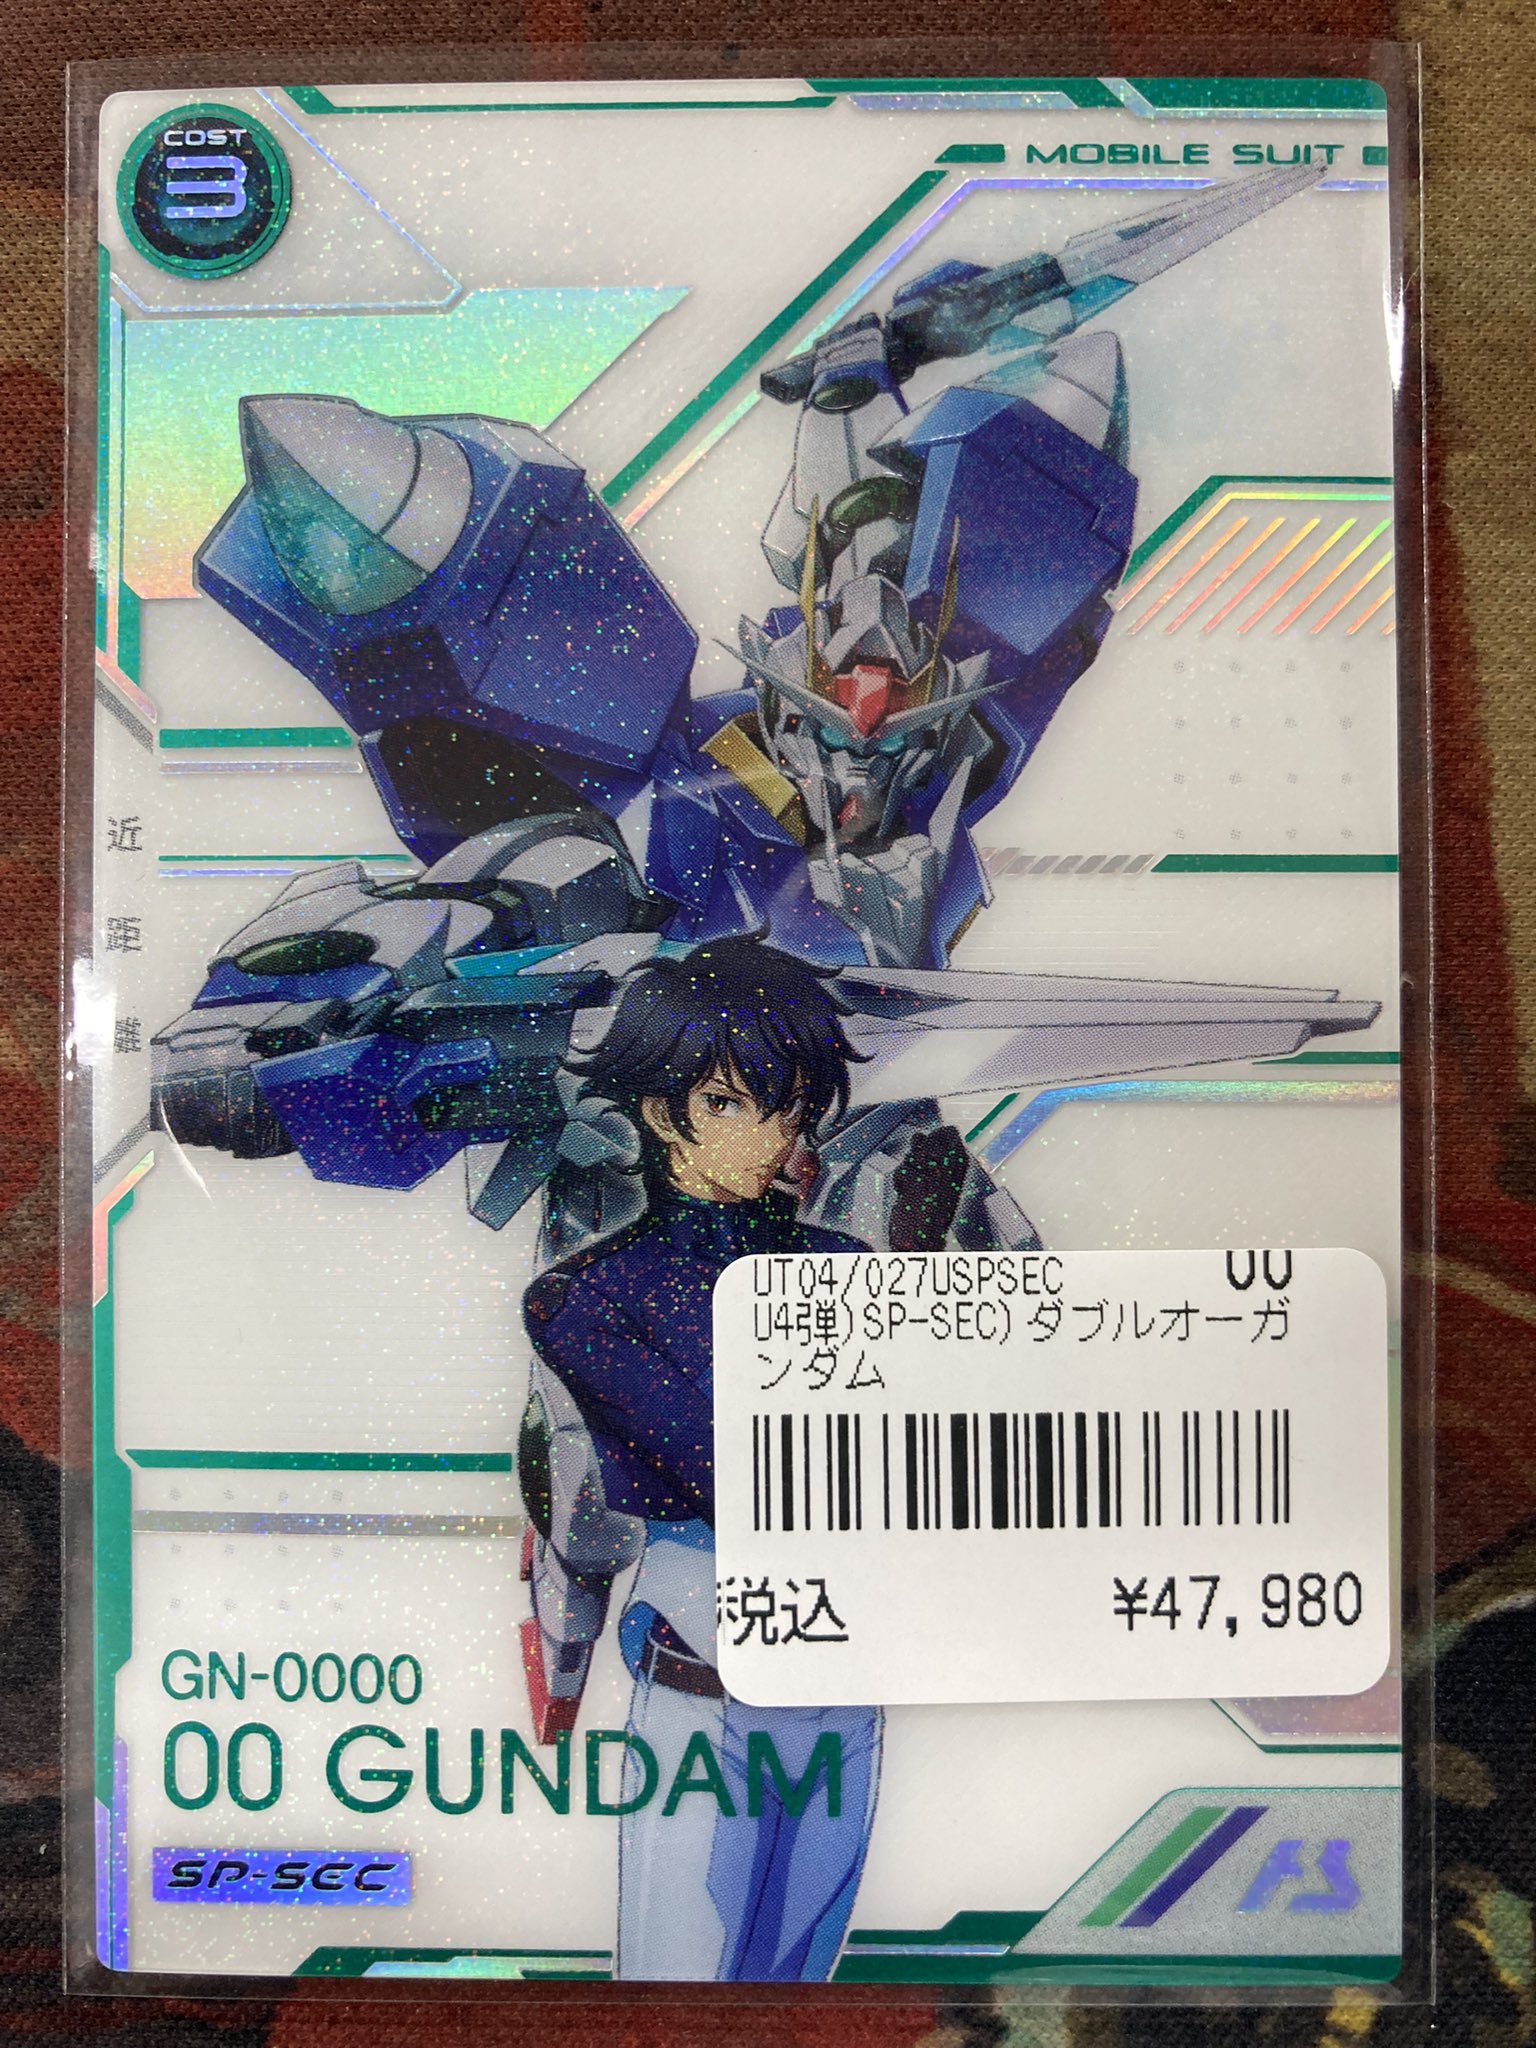 COST
3
MOBILE SUIT
近
UT04/027USPSEC 00
U4弾)SP-SEC)ダブルオーガ
ンダム
税込 ¥47,980
GN-0000
00 GUNDAM
SP-SEC
AS